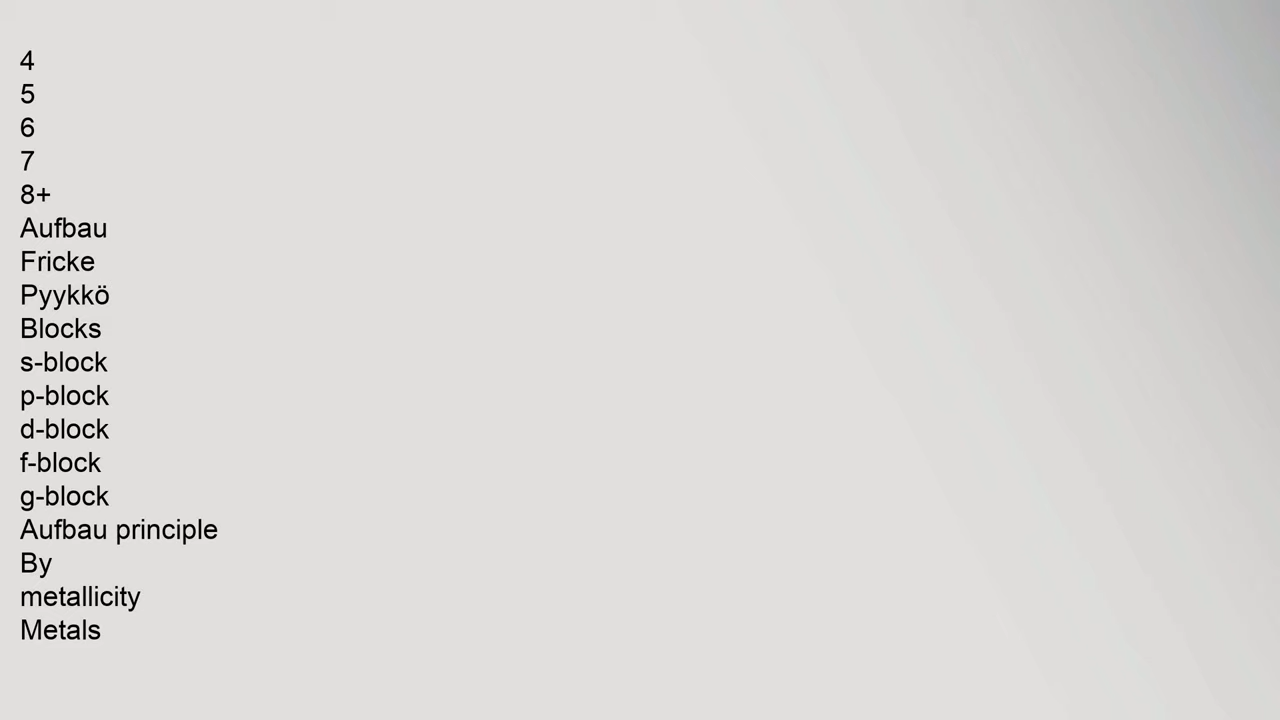 4
5
6
7
8+
Aufbau
Fricke
Pyykkö
Blocks
s-block
p-block
d-block
f-block
g-block
Aufbau principle
By
metallicity
Metals